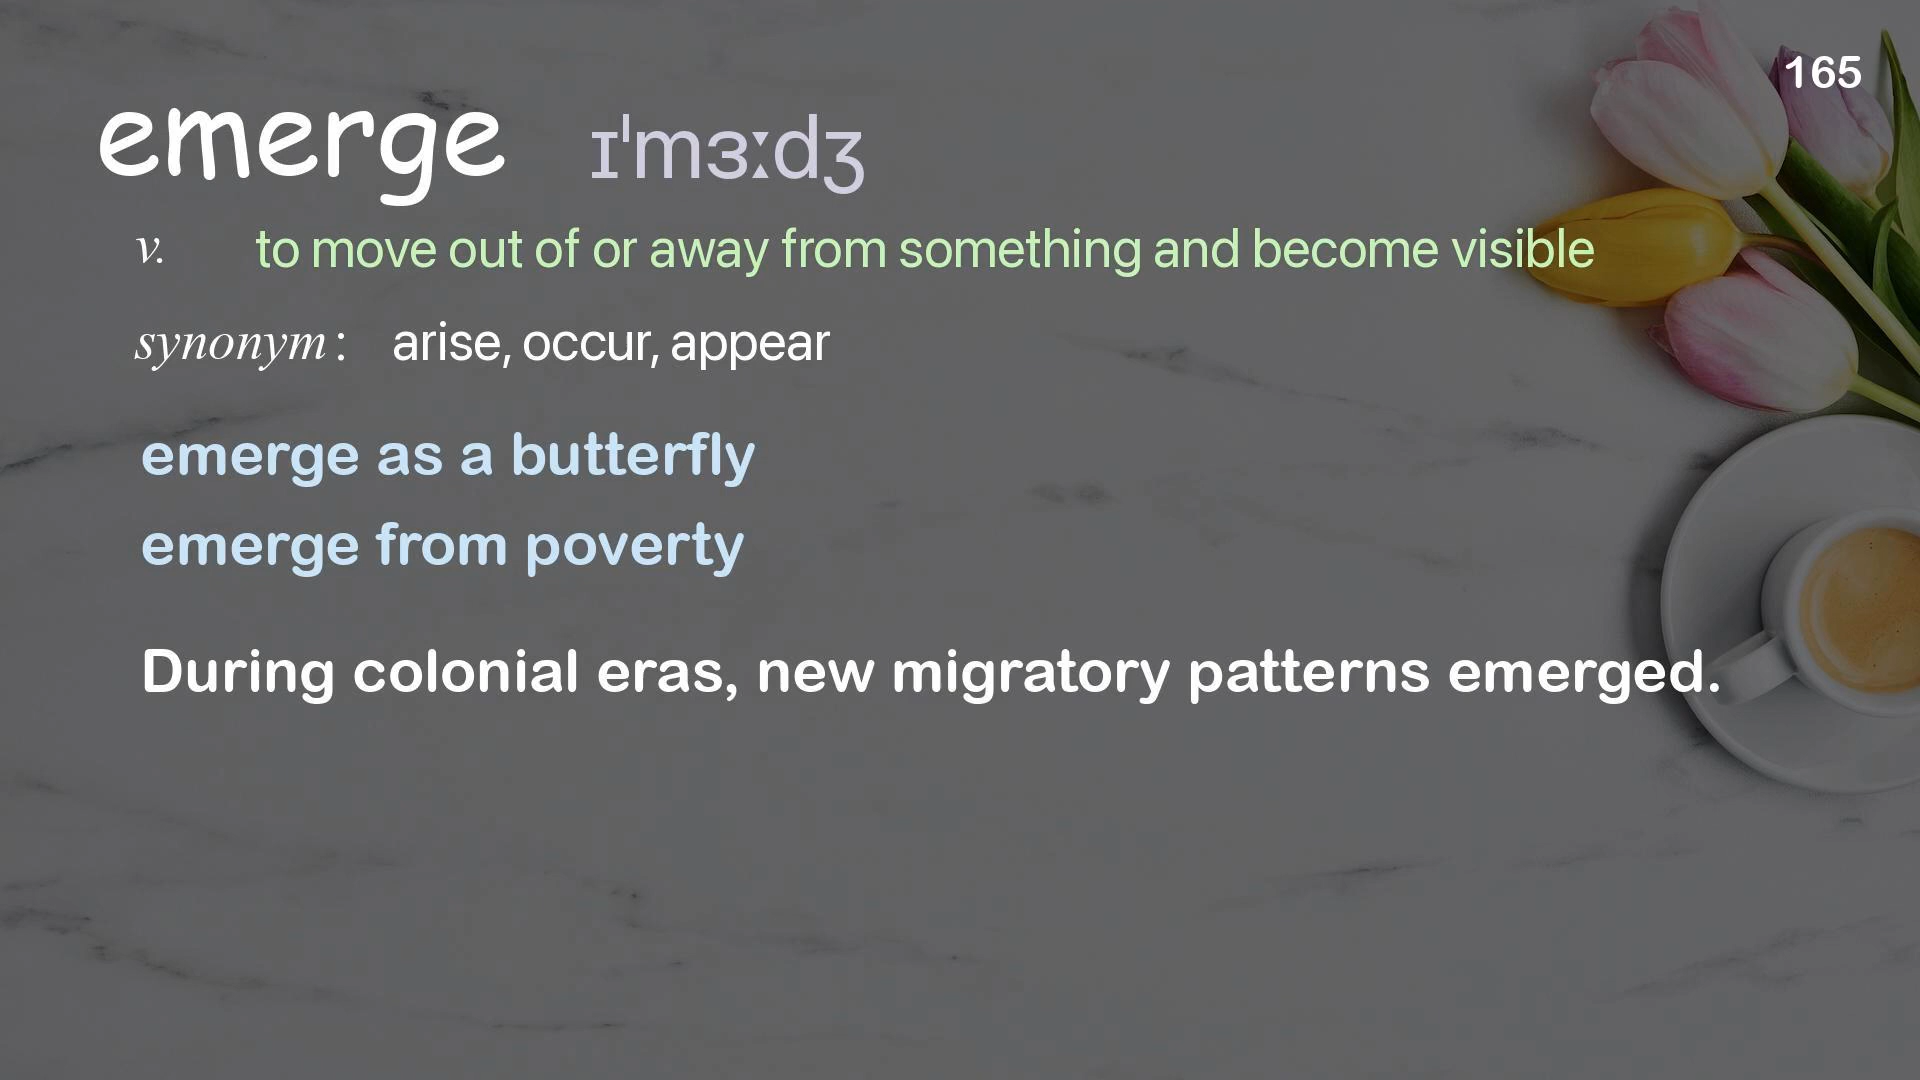 165
emerge ɪˈmɜːdʒ
v. to move out of or away from something and become visible
synonym : arise, occur, appear
emerge as a butterfly
emerge from poverty
During colonial eras, new migratory patterns emerged.